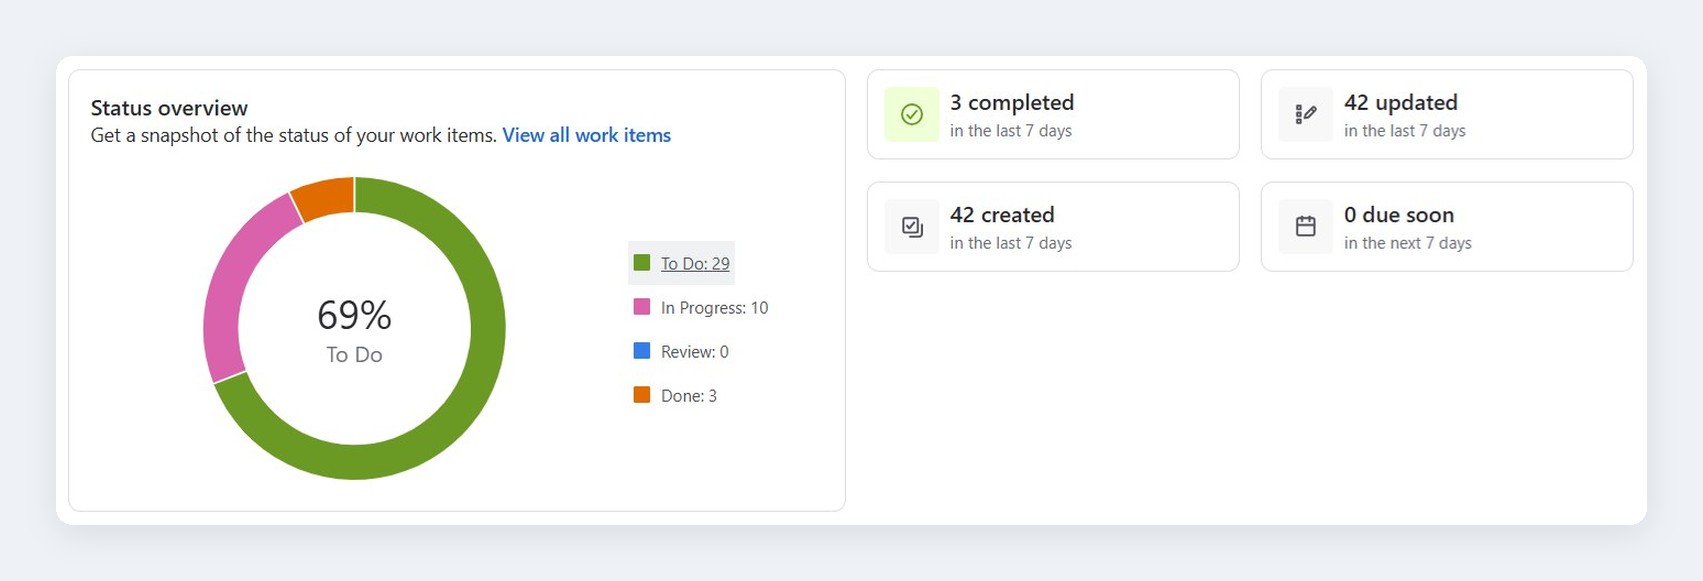 Status overview
Get a snapshot of the status of your work items. View all work items
69%
To Do
To Do: 29
In Progress: 10
Review: 0
Done: 3
3 completed
in the last 7 days
42 updated
in the last 7 days
42 created
in the last 7 days
0 due soon
in the next 7 days